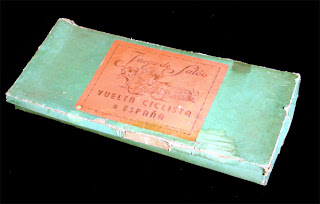 Juego de Salón
VUELTA CICLISTA
A ESPAÑA